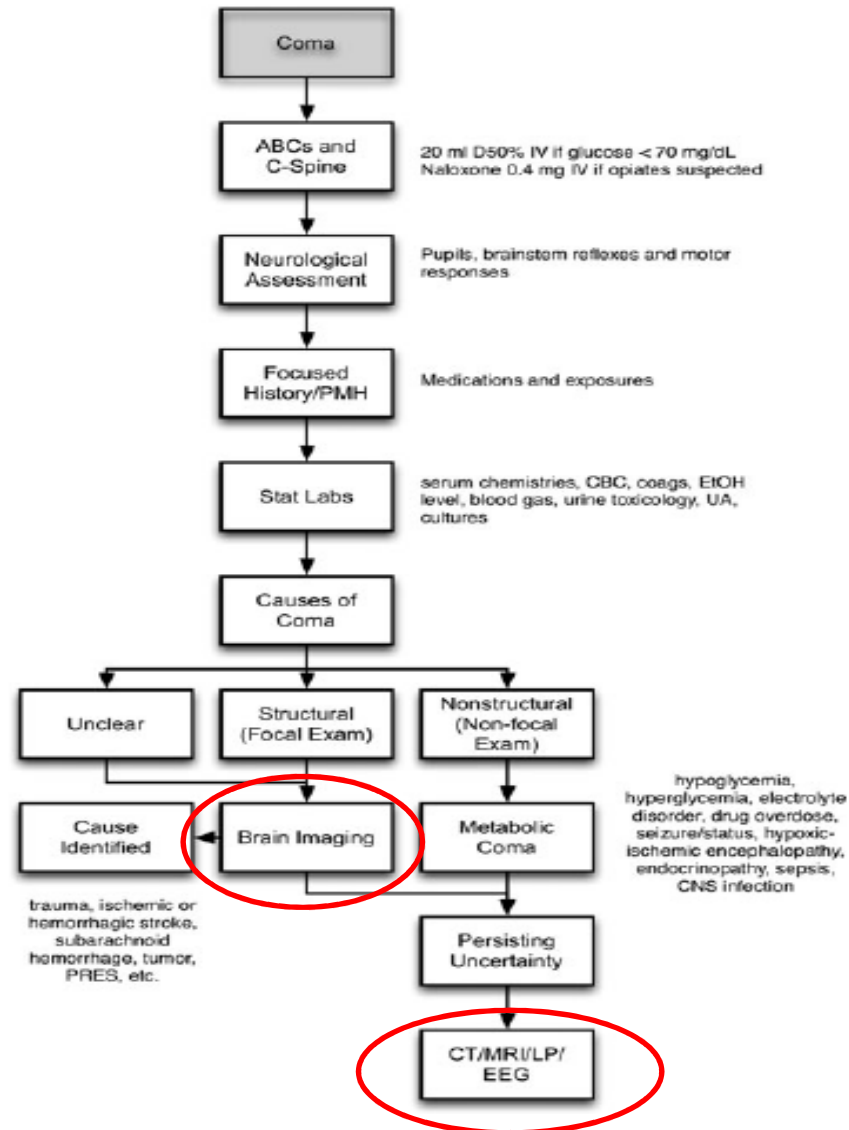 Coma
ABCs and
C-Spine
20 ml D50% IV if glucose < 70 mg/dL
Naloxone 0.4 mg IV if opiates suspected
Neurological
Assessment
Pupils, brainstem reflexes and motor
responses
Focused
History/PMH
Medications and exposures
Stat Labs
serum chemistries, CBC, coags, EtOH
level, blood gas, urine toxicology, UA,
cultures
Causes of
Coma
Unclear
Structural
(Focal Exam)
Nonstructural
(Non-focal
Exam)
Cause
Identified
Brain Imaging
Metabolic
Coma
hypoglycemia,
hyperglycemia, electrolyte
disorder, drug overdose,
seizure/status, hypoxic-
ischemic encephalopathy,
endocrinopathy, sepsis,
CNS infection
trauma, ischemic or
hemorrhagic stroke,
subarachnoid
hemorrhage, tumor,
PRES, etc.
Persisting
Uncertainty
CT/MRI/LP/
EEG